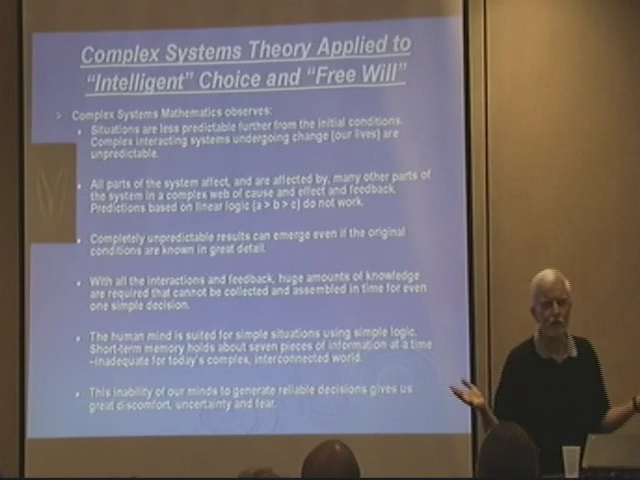 Complex Systems Theory Applied to
"Intelligent" Choice and "Free Will"
Complex Systems Mathematics observes:
Situations are less predictable further from the initial conditions.
Complex interacting systems undergoing change (our lives) are
unpredictable.
All parts of the system affect, and are affected by, many other parts of
the system in a complex web of cause and effect and feedback.
Predictions based on linear logic (a > b > c) do not work.
Completely unpredictable results can emerge even if the original
conditions are known in great detail.
With all the interactions and feedback, huge amounts of knowledge
are required that cannot be collected and assembled in time for even
one simple decision.
The human mind is suited for simple situations using simple logic.
Short-term memory holds about seven pieces of information at a time
–inadequate for today's complex, interconnected world.
This inability of our minds to generate reliable decisions gives us
great discomfort, uncertainty and fear.